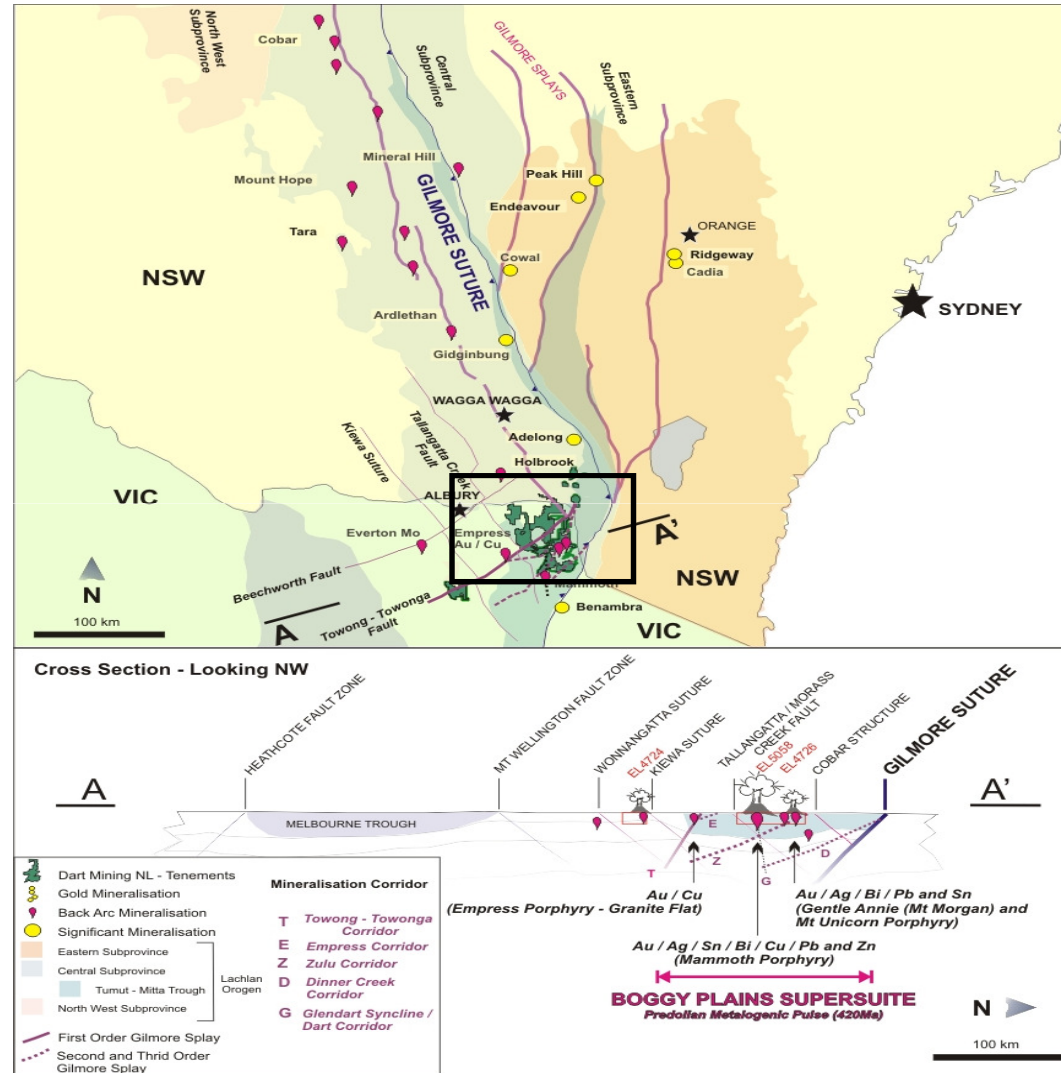 North West
Subprovince
Cobar
Central
Subprovince
GILMORE SPLAYS
Eastern
Subprovince
Mineral Hill
Peak Hill
Mount Hope
Endeavour
GILMORE SUTURE
Tara
ORANGE
Ridgeway
Cadia
Cowal
NSW
SYDNEY
Ardlethan
Gidginbung
WAGGA WAGGA
Kiewa Suture
Tallangatta Creek
Fault
Adelong
Holbrook
VIC
ALBURY
Everton Mo
Empress
Au / Cu
A'
Beechworth Fault
Mammoth
NSW
N
A
Towong - Towonga
Fault
Benambra
VIC
100 km
Cross Section - Looking NW
HEATHCOTE FAULT ZONE
MT WELLINGTON FAULT ZONE
WONNANGATTA SUTURE
EL4724
KIEWA SUTURE
TALLANGATTA / MORASS
CREEK FAULT
EL5058
EL4726
COBAR STRUCTURE
GILMORE SUTURE
A
A'
MELBOURNE TROUGH
E
Z
D
T
G
Au / Cu
(Empress Porphyry - Granite Flat)
Au / Ag / Bi / Pb and Sn
(Gentle Annie (Mt Morgan) and
Mt Unicorn Porphyry)
Au / Ag / Sn / Bi / Cu / Pb and Zn
(Mammoth Porphyry)
BOGGY PLAINS SUPERSUITE
Predolian Metalogenic Pulse (420Ma)
N
100 km
Dart Mining NL - Tenements
Gold Mineralisation
Back Arc Mineralisation
Significant Mineralisation
Eastern Subprovince
Central Subprovince
Tumut - Mitta Trough
North West Subprovince
Lachlan
Orogen
First Order Gilmore Splay
Second and Thrid Order
Gilmore Splay
Mineralisation Corridor
T Towong - Towonga
Corridor
E Empress Corridor
Z Zulu Corridor
D Dinner Creek
Corridor
G Glendart Syncline /
Dart Corridor